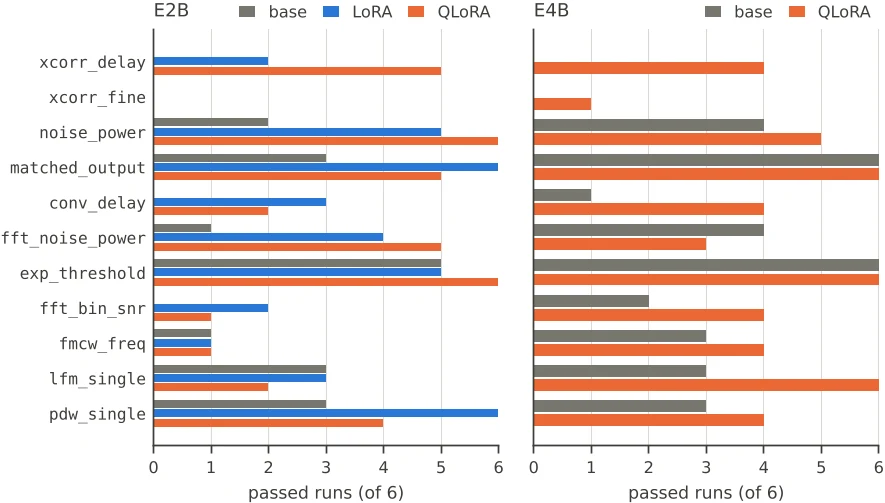 E2B base LoRA QLoRA
E4B base QLoRA
xcorr_delay
xcorr_fine
noise_power
matched_output
conv_delay
fft_noise_power
exp_threshold
fft_bin_snr
fmcw_freq
lfm_single
pdw_single
0 1 2 3 4 5 6
passed runs (of 6)
0 1 2 3 4 5 6
passed runs (of 6)